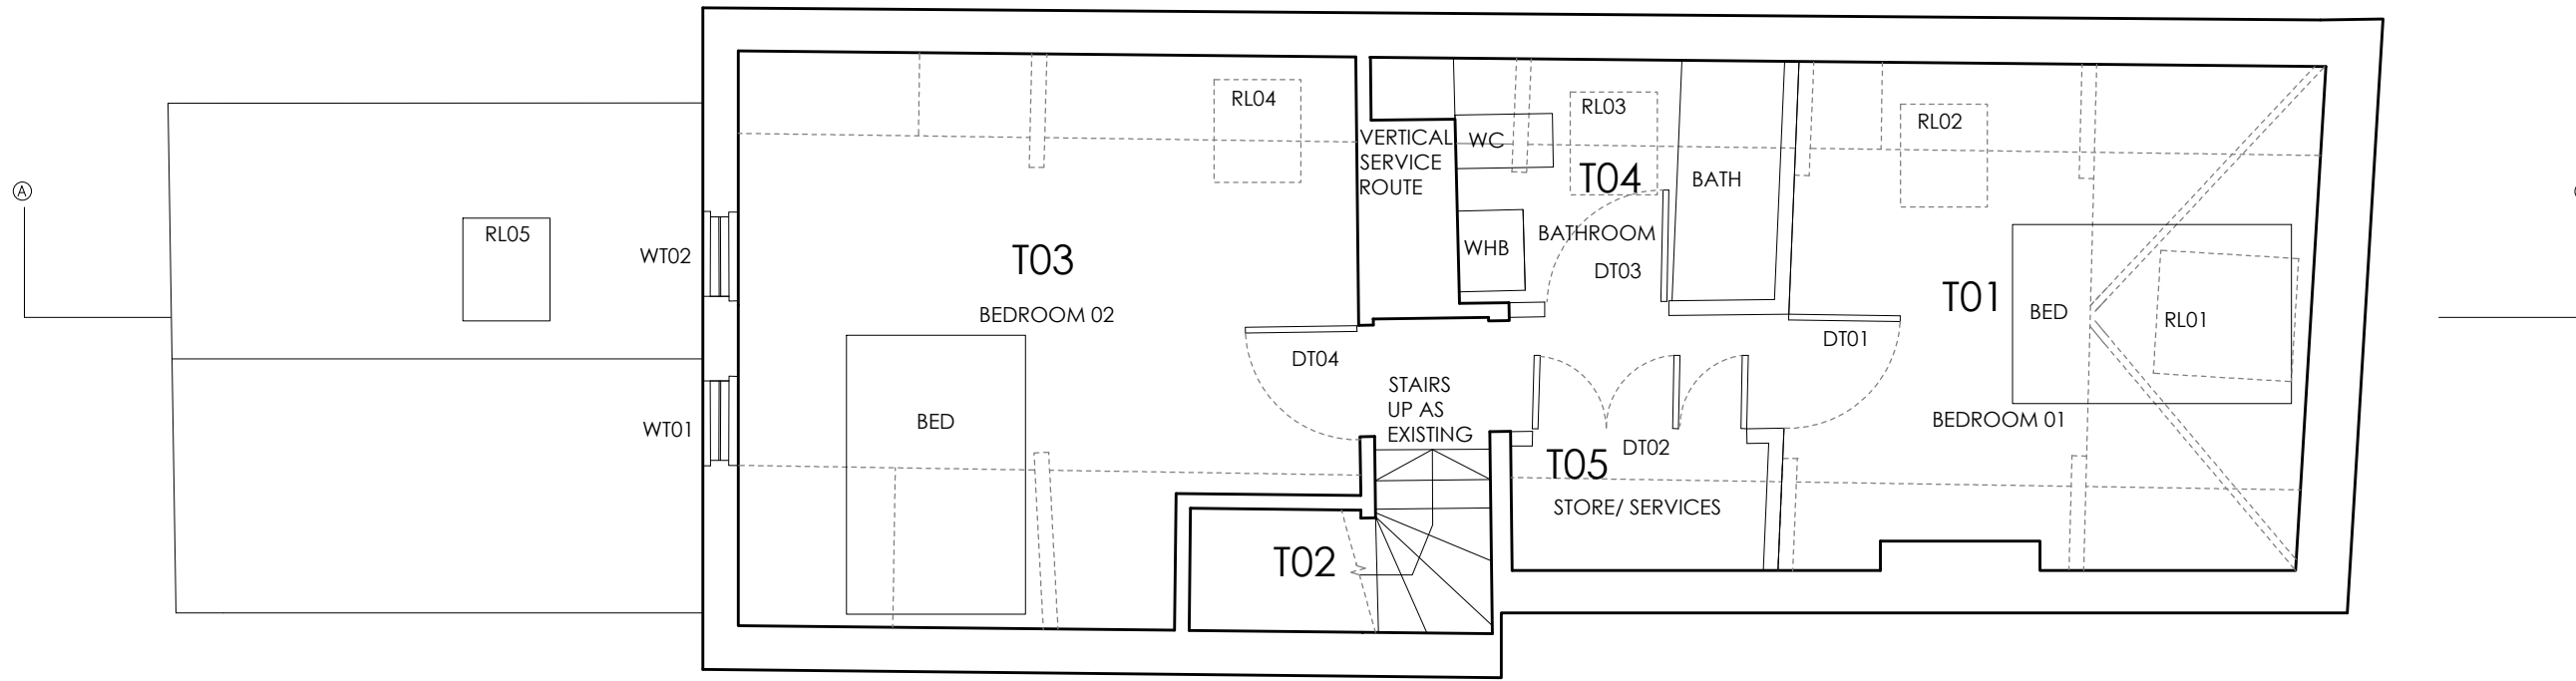 RL04
RL03
RL02
VERTICAL
SERVICE
ROUTE
WC
T04
BATH
A
RL05
WT02
T03
BEDROOM 02
WHB
BATHROOM
DT03
T01
BED
RL01
DT01
DT04
STAIRS
UP AS
EXISTING
WT01
BED
BEDROOM 01
T05
DT02
STORE/ SERVICES
T02